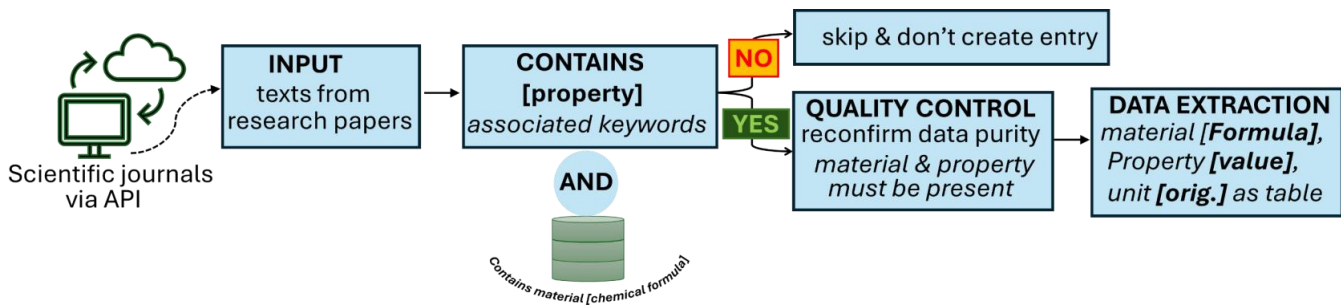 Scientific journals
via API
INPUT
texts from
research papers
CONTAINS
[property]
associated keywords
AND
Contains material [chemical formula]
NO
skip & don't create entry
YES
QUALITY CONTROL
reconfirm data purity
material & property
must be present
DATA EXTRACTION
material [Formula],
Property [value],
unit [orig.] as table